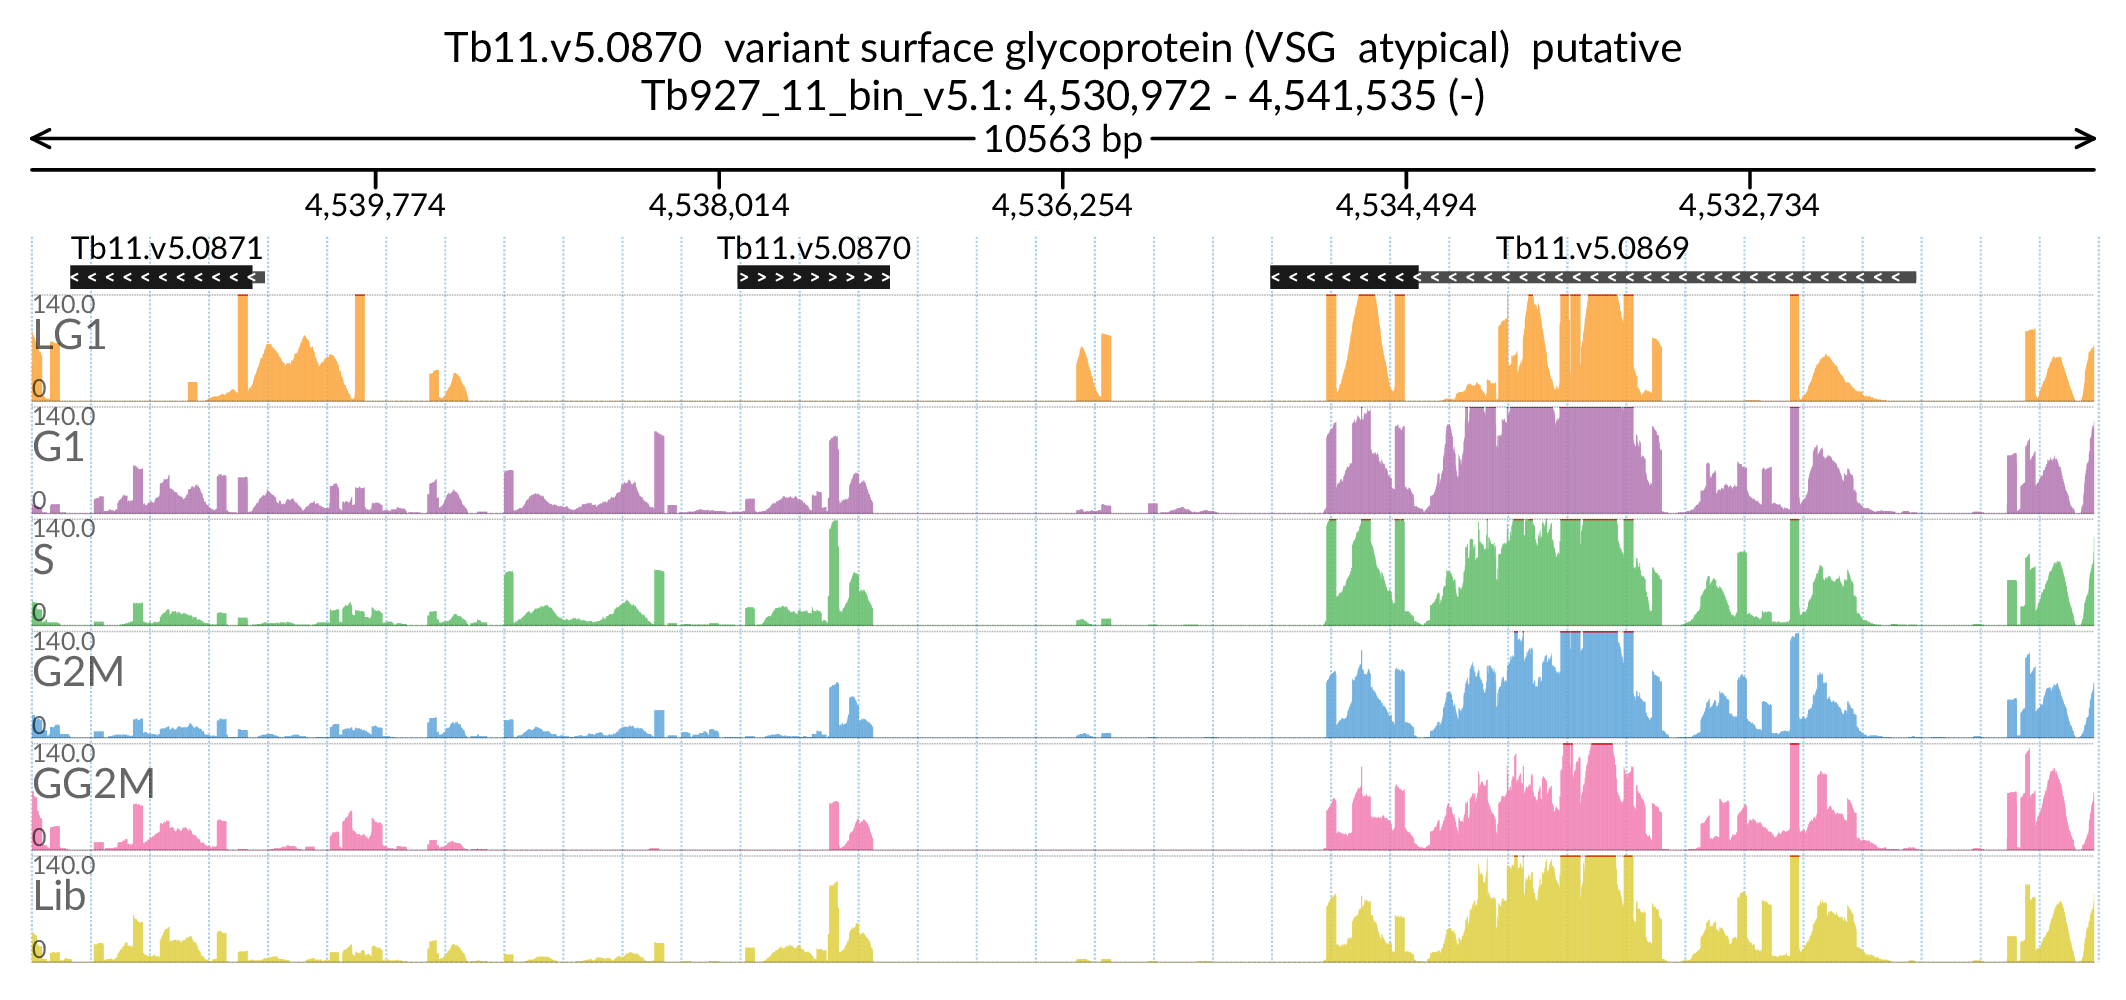 Tb11.v5.0870 variant surface glycoprotein (VSG atypical) putative
Tb927_11_bin_v5.1: 4,530,972 - 4,541,535 (-)
10563 bp
4,539,774 4,538,014 4,536,254 4,534,494 4,532,734
Tb11.v5.0871 Tb11.v5.0870 Tb11.v5.0869
140.0
LG1
0
140.0
G1
0
140.0
S
0
140.0
G2M
0
140.0
GG2M
0
140.0
Lib
0